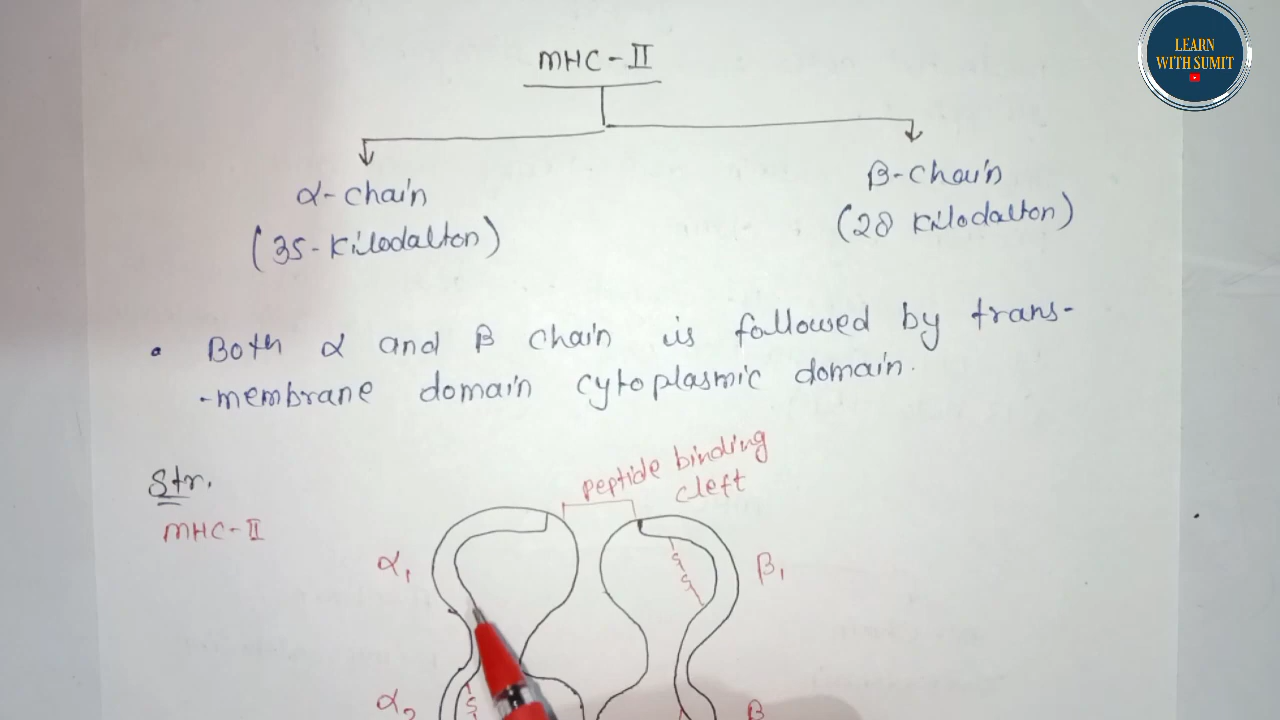 LEARN
WITH SUMIT
MHC-II
α-chain
(35-Kilodalton)
β-chain
(28 Kilodalton)
• Both α and β chain is followed by trans-
-membrane domain cytoplasmic domain.
Str.
MHC-II
Peptide binding
cleft
α1
β1
S
S
α2
S
β